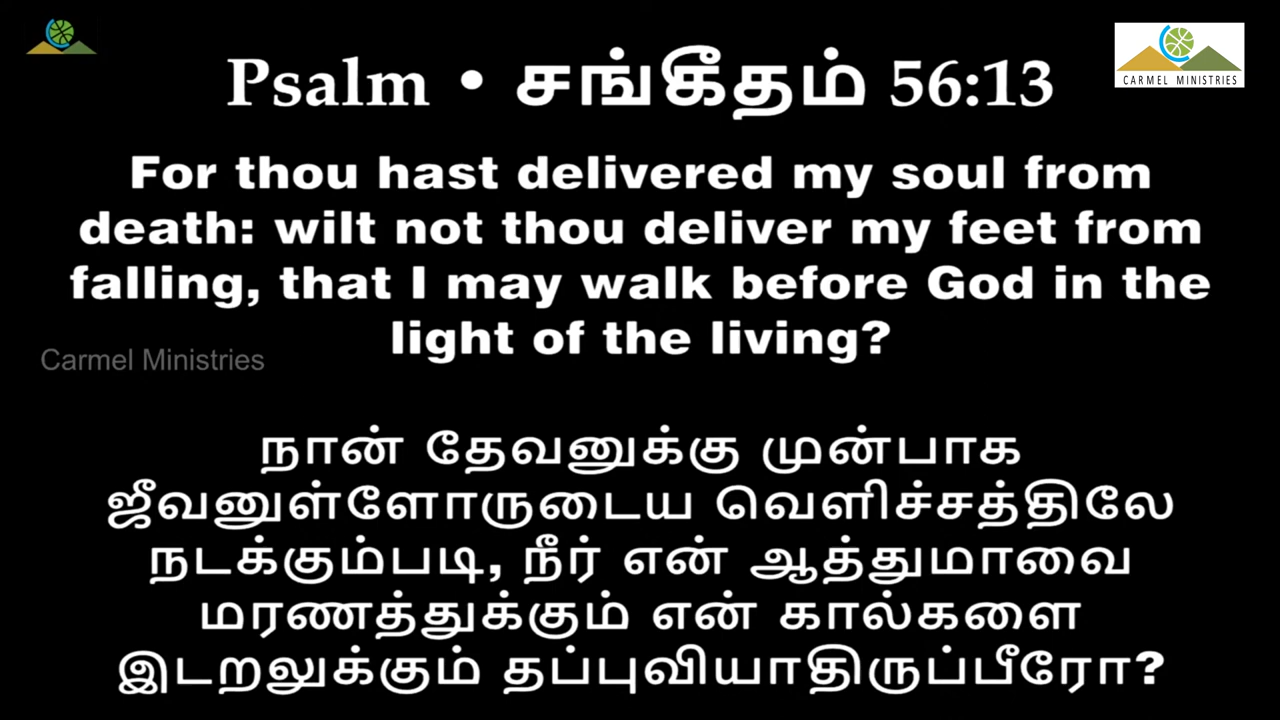 Psalm • சங்கீதம் 56:13
CARMEL MINISTRIES
For thou hast delivered my soul from
death: wilt not thou deliver my feet from
falling, that I may walk before God in the
light of the living?
Carmel Ministries
நான் தேவனுக்கு முன்பாக
ஜீவனுள்ளோருடைய வெளிச்சத்திலே
நடக்கும்படி, நீர் என் ஆத்துமாவை
மரணத்துக்கும் என் கால்களை
இடறலுக்கும் தப்புவியாதிருப்பீரோ?